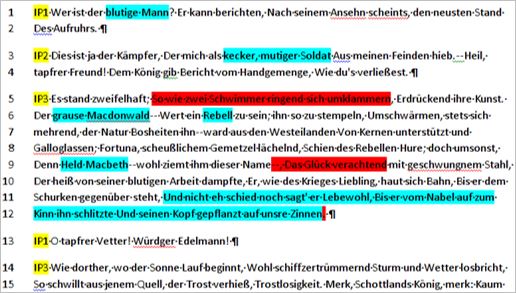 1 IP1 Wer ist der blutige Mann? Er kann berichten, Nach seinem Ansehn scheints, den neusten Stand
2 Des Aufruhrs. ¶
3 IP2 Dies ist ja der Kämpfer, Der mich als kecker, mutiger Soldat Aus meinen Feinden hieb.-- Heil,
4 tapfrer Freund! Dem König gib Bericht vom Handgemenge, Wie du's verließest. ¶
5 IP3 Es stand zweifelhaft; So wie zwei Schwimmer ringend sich umklammern, Erdrückend ihre Kunst.
6 Der grause Macdonwald -- Wert ein Rebell zu sein; ihn so zu stempeln, Umschwärmen, stets sich
7 mehrend, der Natur Bosheiten ihn -- ward aus den Westeilanden Von Kernen unterstützt und
8 Galloglassen; Fortuna, scheußlichem Gemetzel Hächelnd, Schien des Rebellen Hure; doch umsonst,
9 Denn Held Macbeth -- wohl ziemt ihm dieser Name --, Das Glück verachtend mit geschwungnem Stahl,
10 Der heiß von seiner blutigen Arbeit dampfte, Er, wie des Krieges Liebling, haut sich Bahn, Bis er dem
11 Schurken gegenüber steht, Und nicht eh schied noch sagt' er Lebewohl, Bis er vom Nabel auf zum
12 Kinn ihn schlitzte Und seinen Kopf gepflanzt auf unsre Zinnen. ¶
13 IP1 O tapfrer Vetter! Würdger Edelmann! ¶
14 IP3 Wie dorther, wo der Sonne Lauf beginnt, Wohl schiffzertrümmernd Sturm und Wetter losbricht,
15 So schwillt aus jenem Quell, der Trost verhieß, Trostlosigkeit. Merk, Schottlands König, merk: Kaum